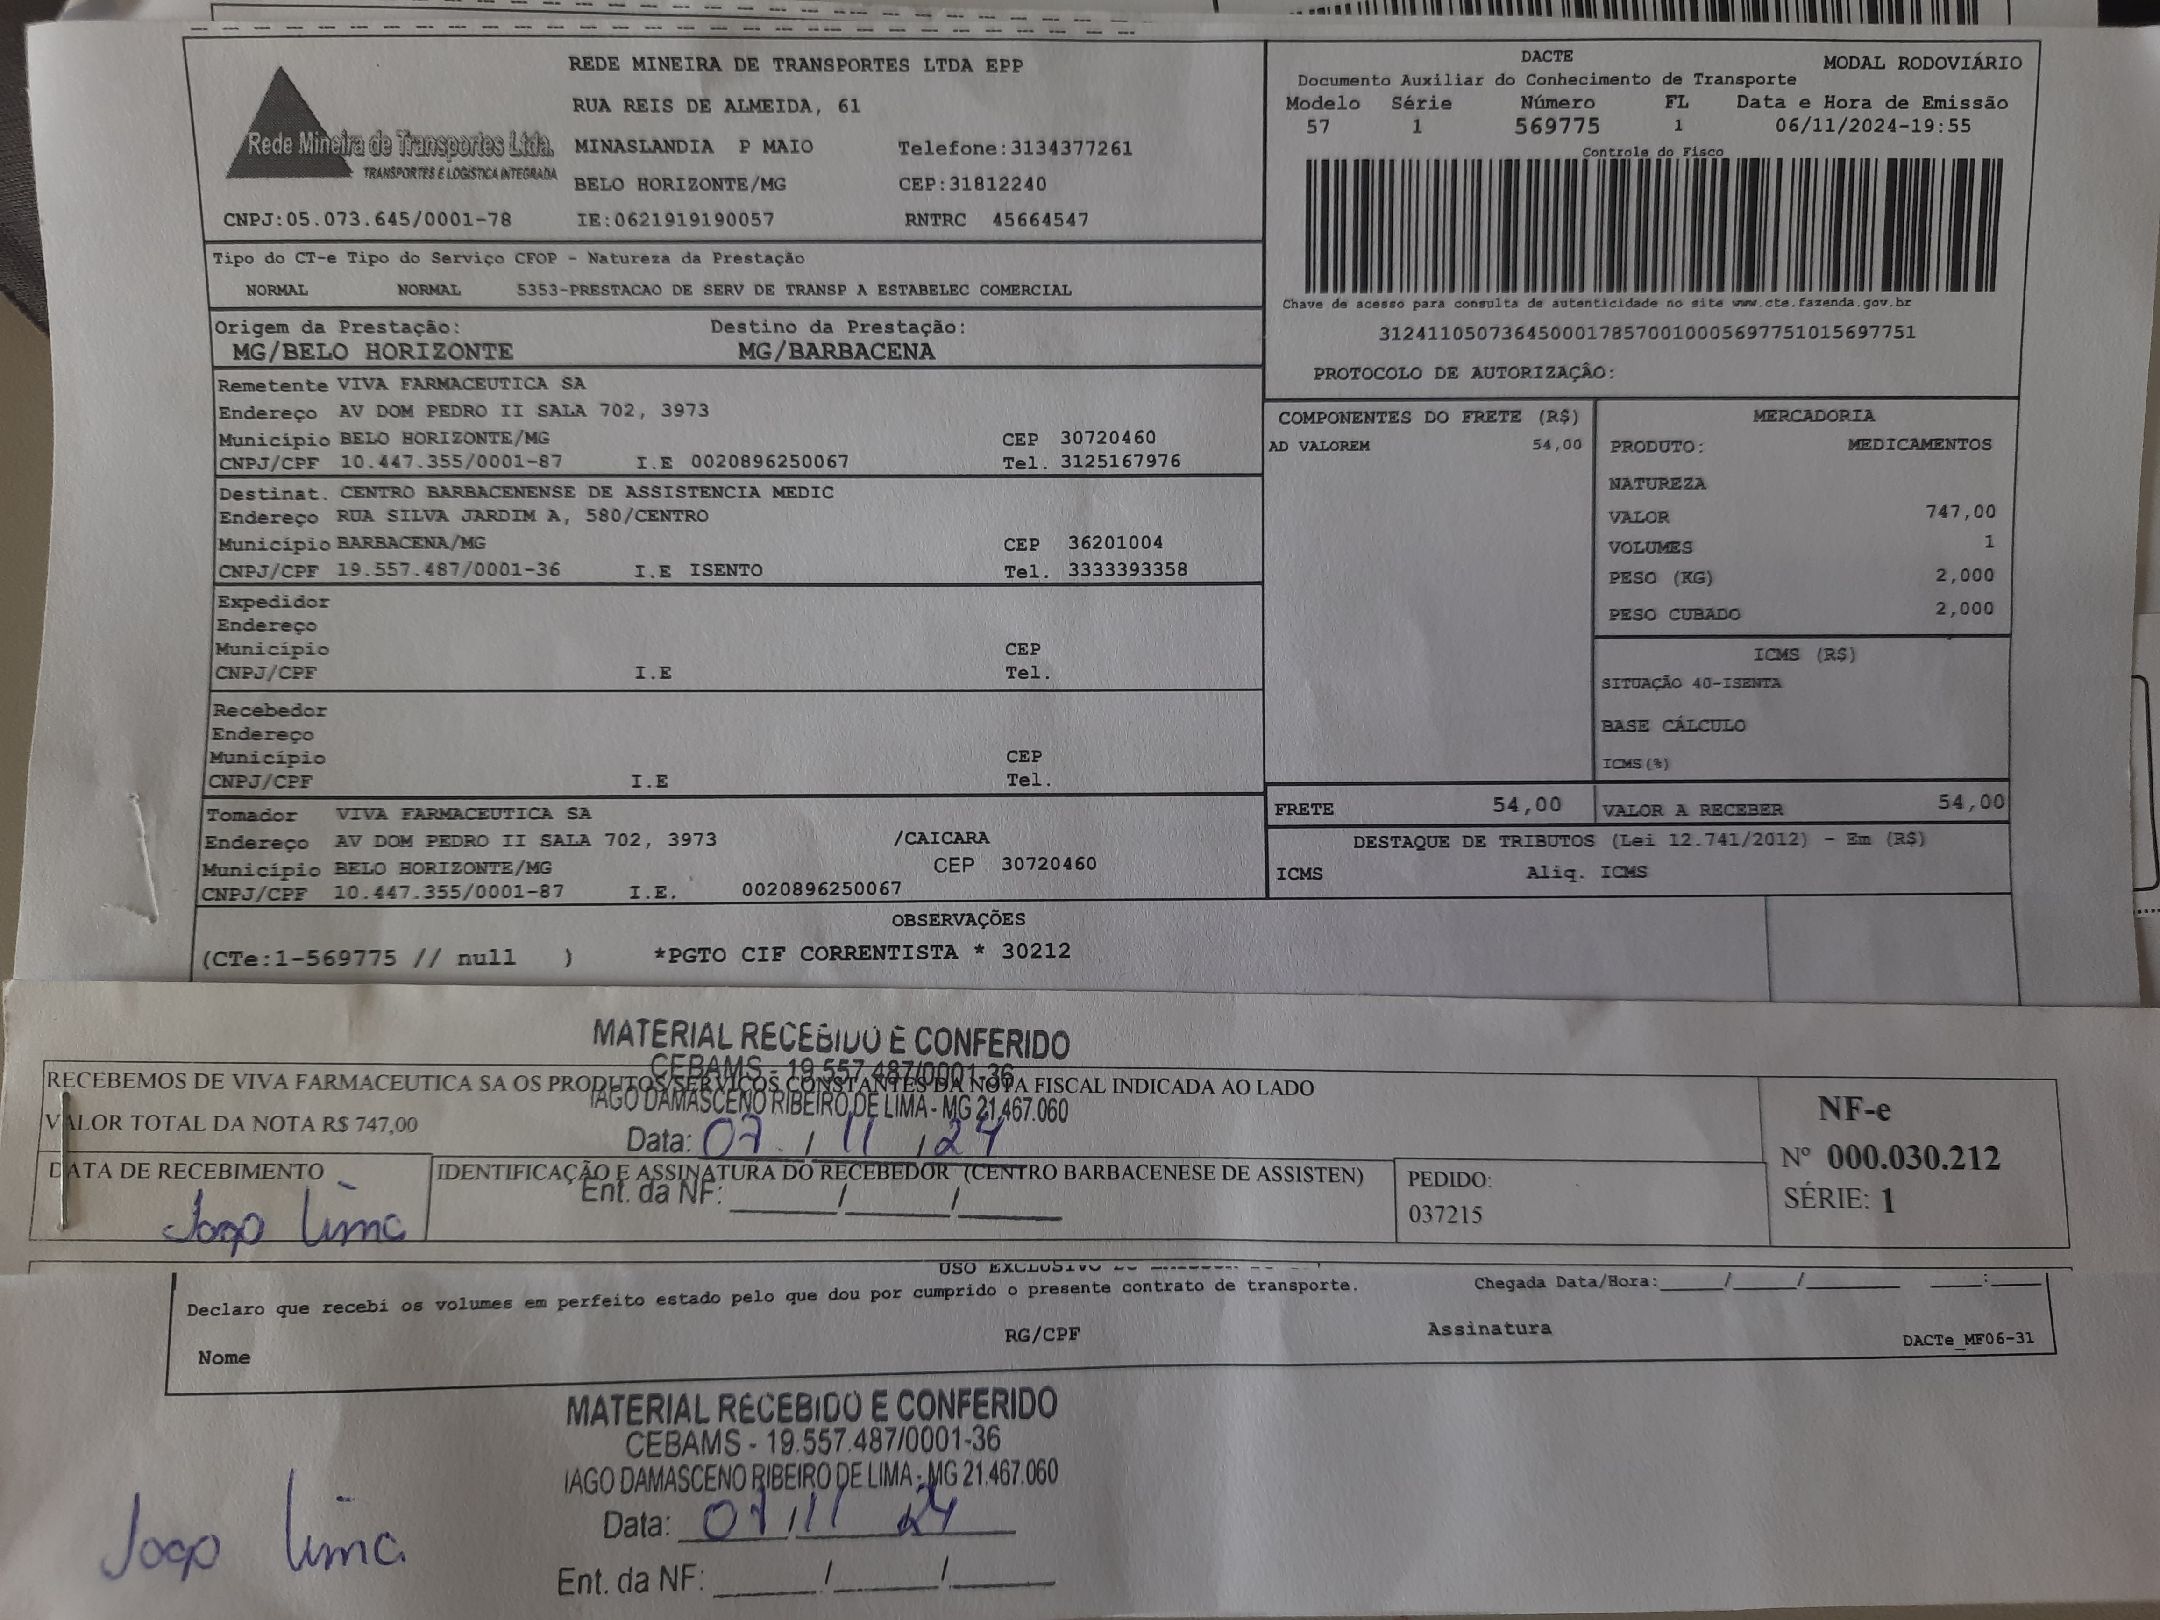 REDE MINEIRA DE TRANSPORTES LTDA EPP
RUA REIS DE ALMEIDA, 61
Rede Mineira de Transportes Ltda.
TRANSPORTES E LOGÍSTICA INTEGRADA
MINASLANDIA P MAIO Telefone:3134377261
BELO HORIZONTE/MG CEP:31812240
CNPJ:05.073.645/0001-78 IE:0621919190057 RNTRC 45664547
DACTE MODAL RODOVIÁRIO
Documento Auxiliar do Conhecimento de Transporte
Modelo Série Número FL Data e Hora de Emissão
57 1 569775 1 06/11/2024-19:55
Controle do Fisco
Chave de acesso para consulta de autenticidade no site www.cte.fazenda.gov.br
31241105073645000178570010005697751015697751
PROTOCOLO DE AUTORIZAÇÃO:
Tipo do CT-e Tipo do Serviço CFOP - Natureza da Prestação
NORMAL NORMAL 5353-PRESTACAO DE SERV DE TRANSP A ESTABELEC COMERCIAL
Origem da Prestação: Destino da Prestação:
MG/BELO HORIZONTE MG/BARBACENA
Remetente VIVA FARMACEUTICA SA
Endereço AV DOM PEDRO II SALA 702, 3973
Município BELO HORIZONTE/MG CEP 30720460
CNPJ/CPF 10.447.355/0001-87 I.E 0020896250067 Tel. 3125167976
Destinat. CENTRO BARBACENENSE DE ASSISTENCIA MEDIC
Endereço RUA SILVA JARDIM A, 580/CENTRO
Município BARBACENA/MG CEP 36201004
CNPJ/CPF 19.557.487/0001-36 I.E ISENTO Tel. 3333393358
Expedidor
Endereço
Município CEP
CNPJ/CPF I.E Tel.
Recebedor
Endereço
Município CEP
CNPJ/CPF I.E Tel.
Tomador VIVA FARMACEUTICA SA
Endereço AV DOM PEDRO II SALA 702, 3973 /CAICARA
Município BELO HORIZONTE/MG CEP 30720460
CNPJ/CPF 10.447.355/0001-87 I.E. 0020896250067
COMPONENTES DO FRETE (R$)
AD VALOREM 54,00
MERCADORIA
PRODUTO: MEDICAMENTOS
NATUREZA
VALOR 747,00
VOLUMES 1
PESO (KG) 2,000
PESO CUBADO 2,000
ICMS (R$)
SITUAÇÃO 40-ISENTA
BASE CÁLCULO
ICMS(%)
FRETE 54,00 VALOR A RECEBER 54,00
DESTAQUE DE TRIBUTOS (Lei 12.741/2012) - Em (R$)
ICMS Aliq. ICMS
OBSERVAÇÕES
(CTe:1-569775 // null ) *PGTO CIF CORRENTISTA * 30212
MATERIAL RECEBIDO E CONFERIDO
CEBAMS - 19.557.487/0001-36
RECEBEMOS DE VIVA FARMACEUTICA SA OS PRODUTOS/SERVIÇOS CONSTANTES DA NOTA FISCAL INDICADA AO LADO
IAGO DAMASCENO RIBEIRO DE LIMA - MG 21.467.060
VALOR TOTAL DA NOTA R$ 747,00
Data: 07/11/24
DATA DE RECEBIMENTO
IDENTIFICAÇÃO E ASSINATURA DO RECEBEDOR (CENTRO BARBACENESE DE ASSISTEN)
Ent. da NF: / /
PEDIDO:
037215
NF-e
Nº 000.030.212
SÉRIE: 1
Joao Lima
USO EXCLUSIVO
Declaro que recebi os volumes em perfeito estado pelo que dou por cumprido o presente contrato de transporte. Chegada Data/Hora: / / :
Nome RG/CPF Assinatura DACTe_MF06-31
MATERIAL RECEBIDO E CONFERIDO
CEBAMS - 19.557.487/0001-36
IAGO DAMASCENO RIBEIRO DE LIMA - MG 21.467.060
Data: 07/11 24
Joao Lima
Ent. da NF: / /